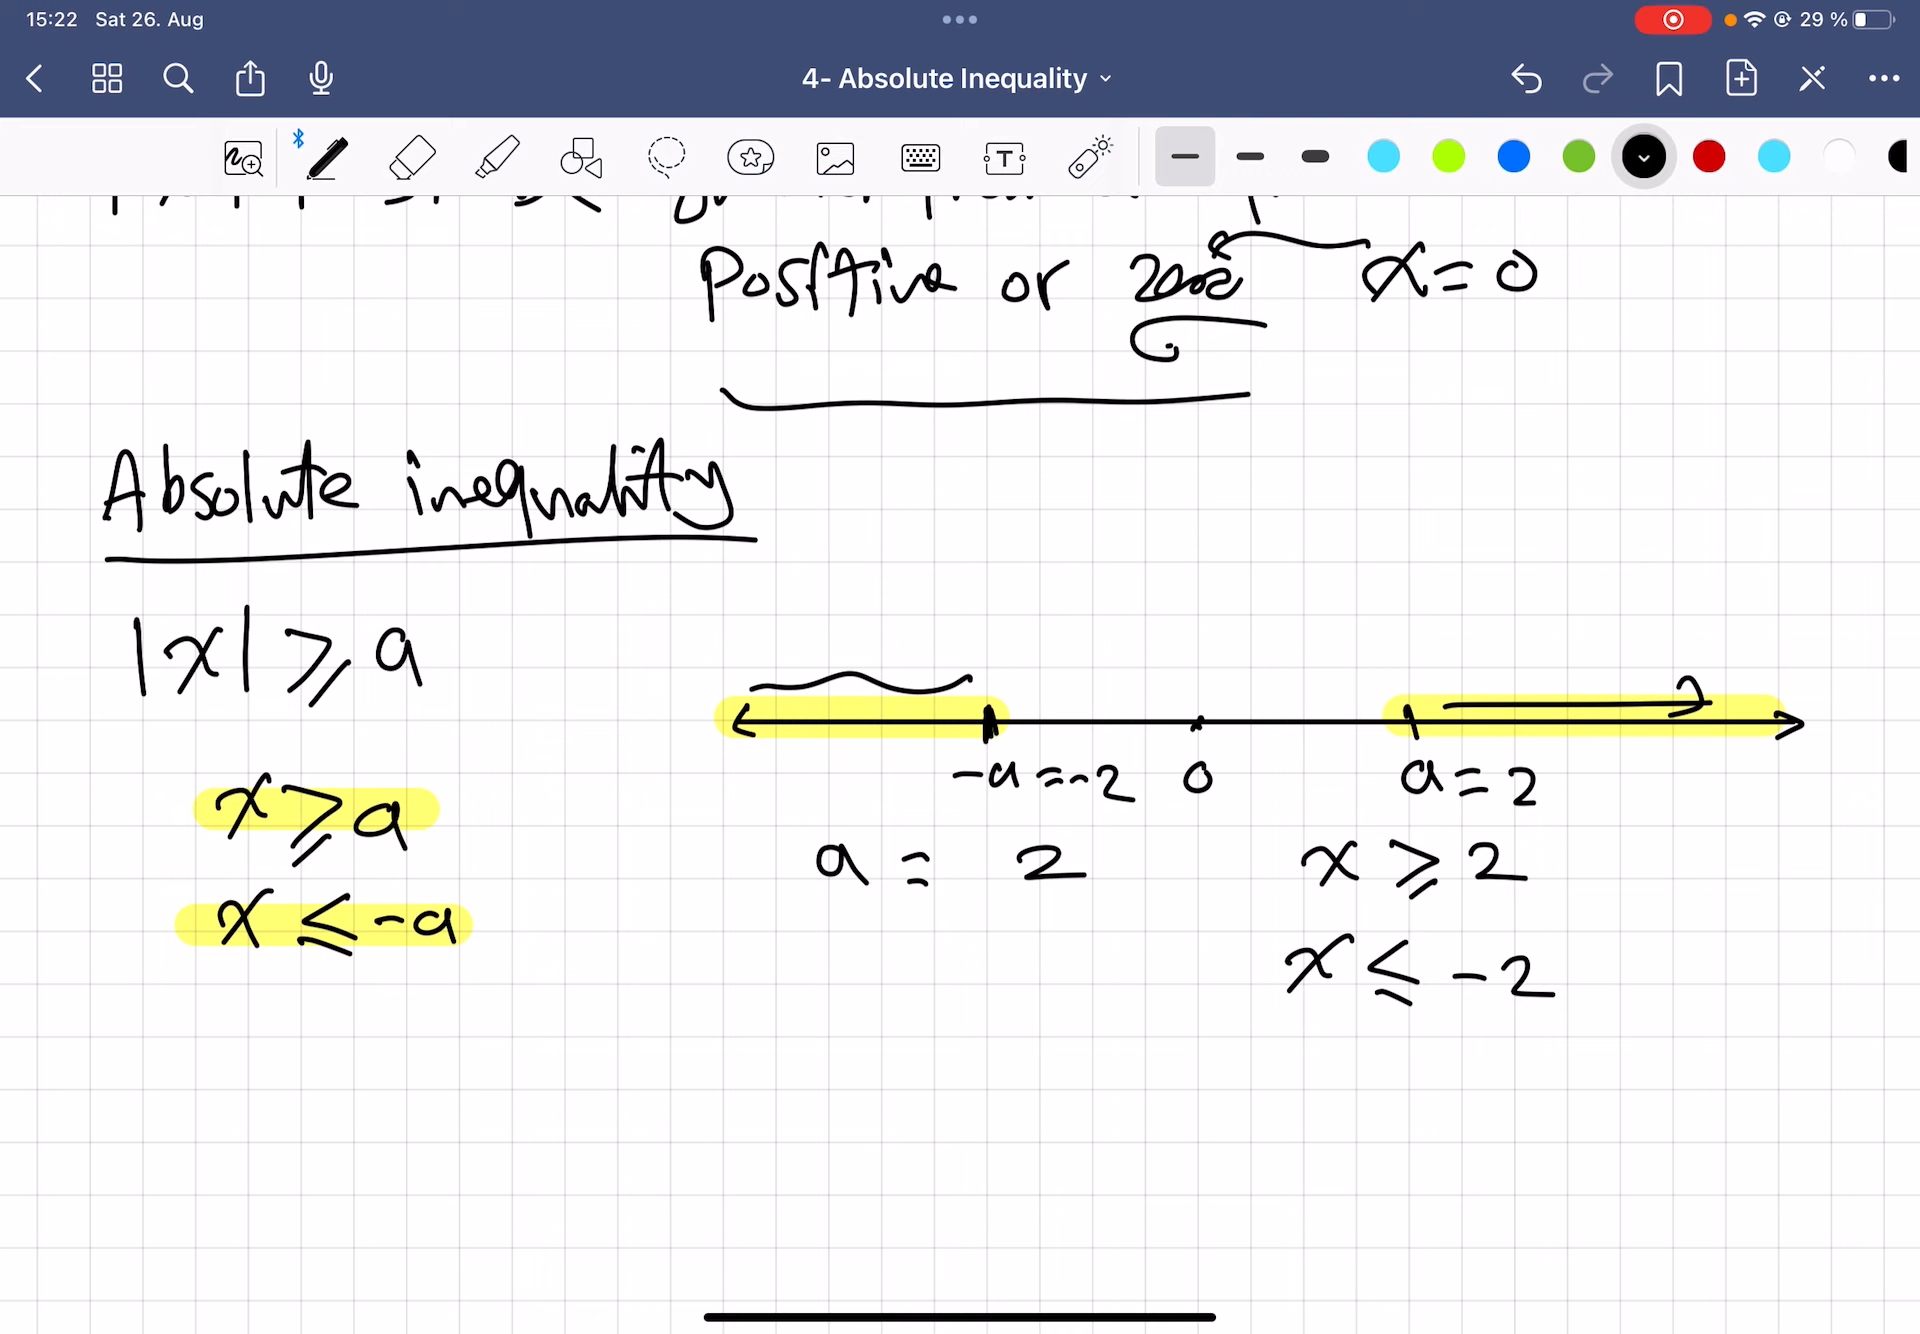 15:22 Sat 26. Aug
29 %
4- Absolute Inequality
T
Positive or zero x = 0
Absolute inequality
|x| ⩾ a
-a = -2 0 a = 2
x ⩾ a
a = 2 x ⩾ 2
x ⩽ -a
x ⩽ -2